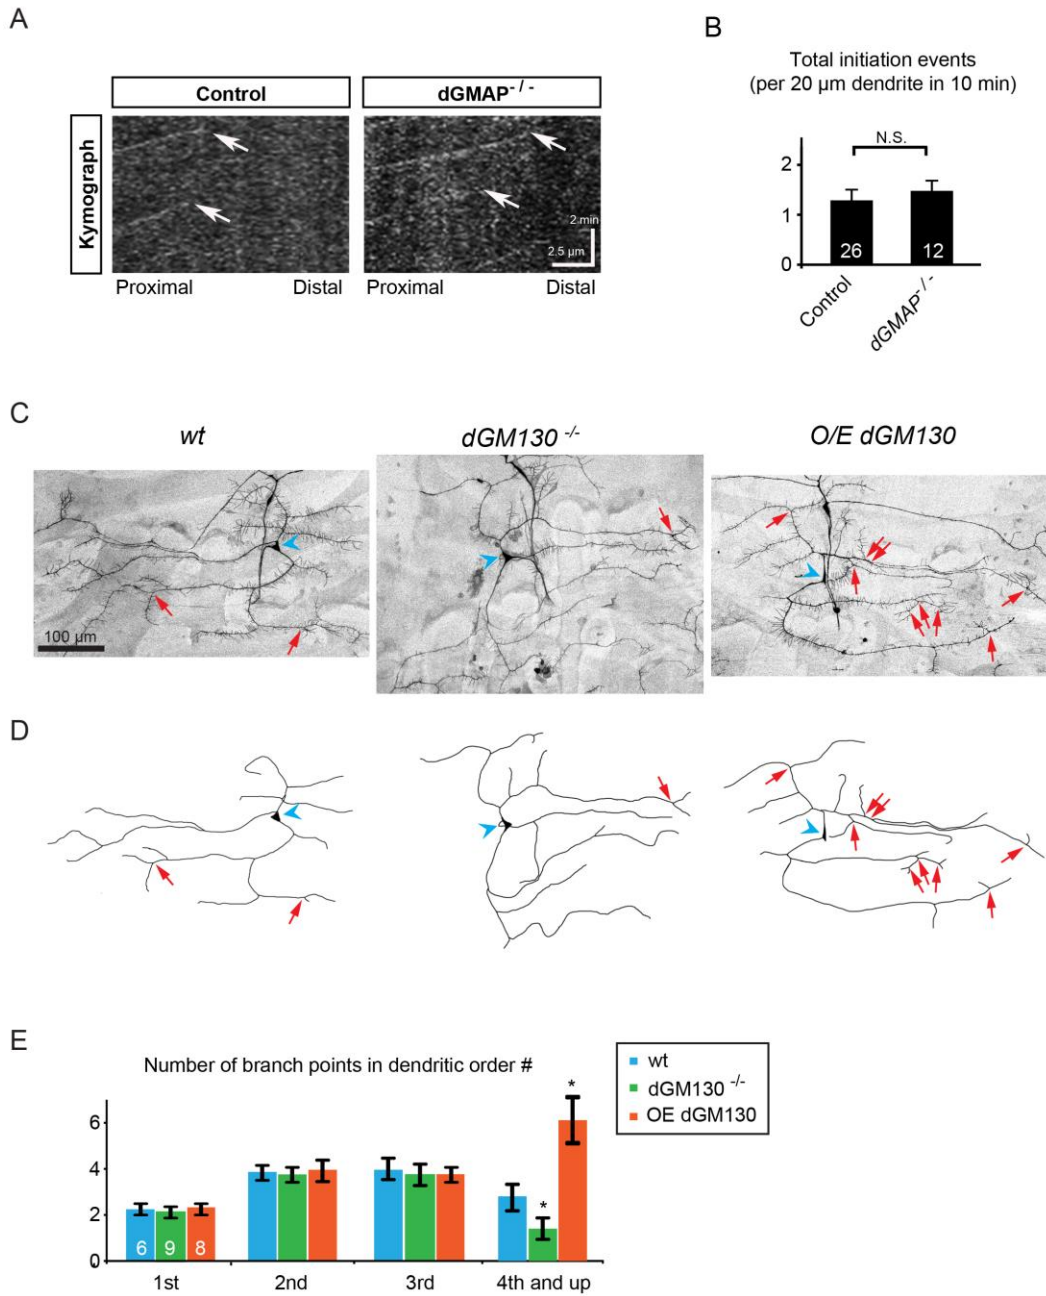 A
Control
dGMAP-/-
Kymograph
2 min
2.5 µm
Proximal
Distal
Proximal
Distal
B
Total initiation events
(per 20 µm dendrite in 10 min)
N.S.
2
1
0
26
12
Control
dGMAP-/-
C
wt
dGM130 -/-
O/E dGM130
100 µm
D
E
Number of branch points in dendritic order #
wt
dGM130 -/-
OE dGM130
*
*
6
4
2
0
6
9
8
1st
2nd
3rd
4th and up